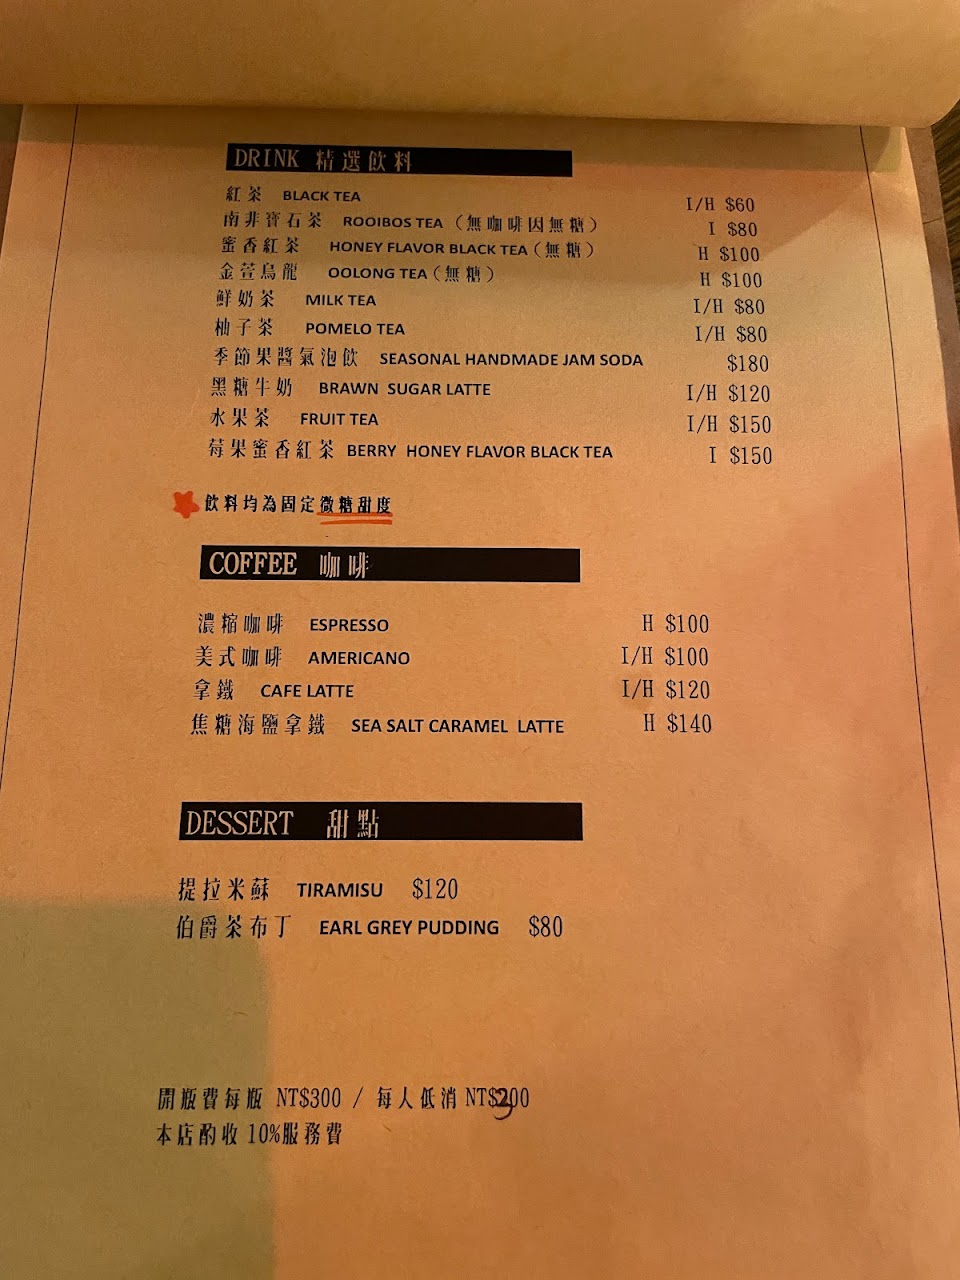 DRINK 精選飲料
紅茶 BLACK TEA I/H $60
南非寶石茶 ROOIBOS TEA（無咖啡因無糖） I $80
蜜香紅茶 HONEY FLAVOR BLACK TEA（無糖） H $100
金萱烏龍 OOLONG TEA（無糖） H $100
鮮奶茶 MILK TEA I/H $80
柚子茶 POMELO TEA I/H $80
季節果醬氣泡飲 SEASONAL HANDMADE JAM SODA $180
黑糖牛奶 BRAWN SUGAR LATTE I/H $120
水果茶 FRUIT TEA I/H $150
莓果蜜香紅茶 BERRY HONEY FLAVOR BLACK TEA I $150
飲料均為固定微糖甜度
COFFEE 咖啡
濃縮咖啡 ESPRESSO H $100
美式咖啡 AMERICANO I/H $100
拿鐵 CAFE LATTE I/H $120
焦糖海鹽拿鐵 SEA SALT CARAMEL LATTE H $140
DESSERT 甜點
提拉米蘇 TIRAMISU $120
伯爵茶布丁 EARL GREY PUDDING $80
開瓶費每瓶 NT$300 / 每人低消 NT$300
本店酌收 10%服務費